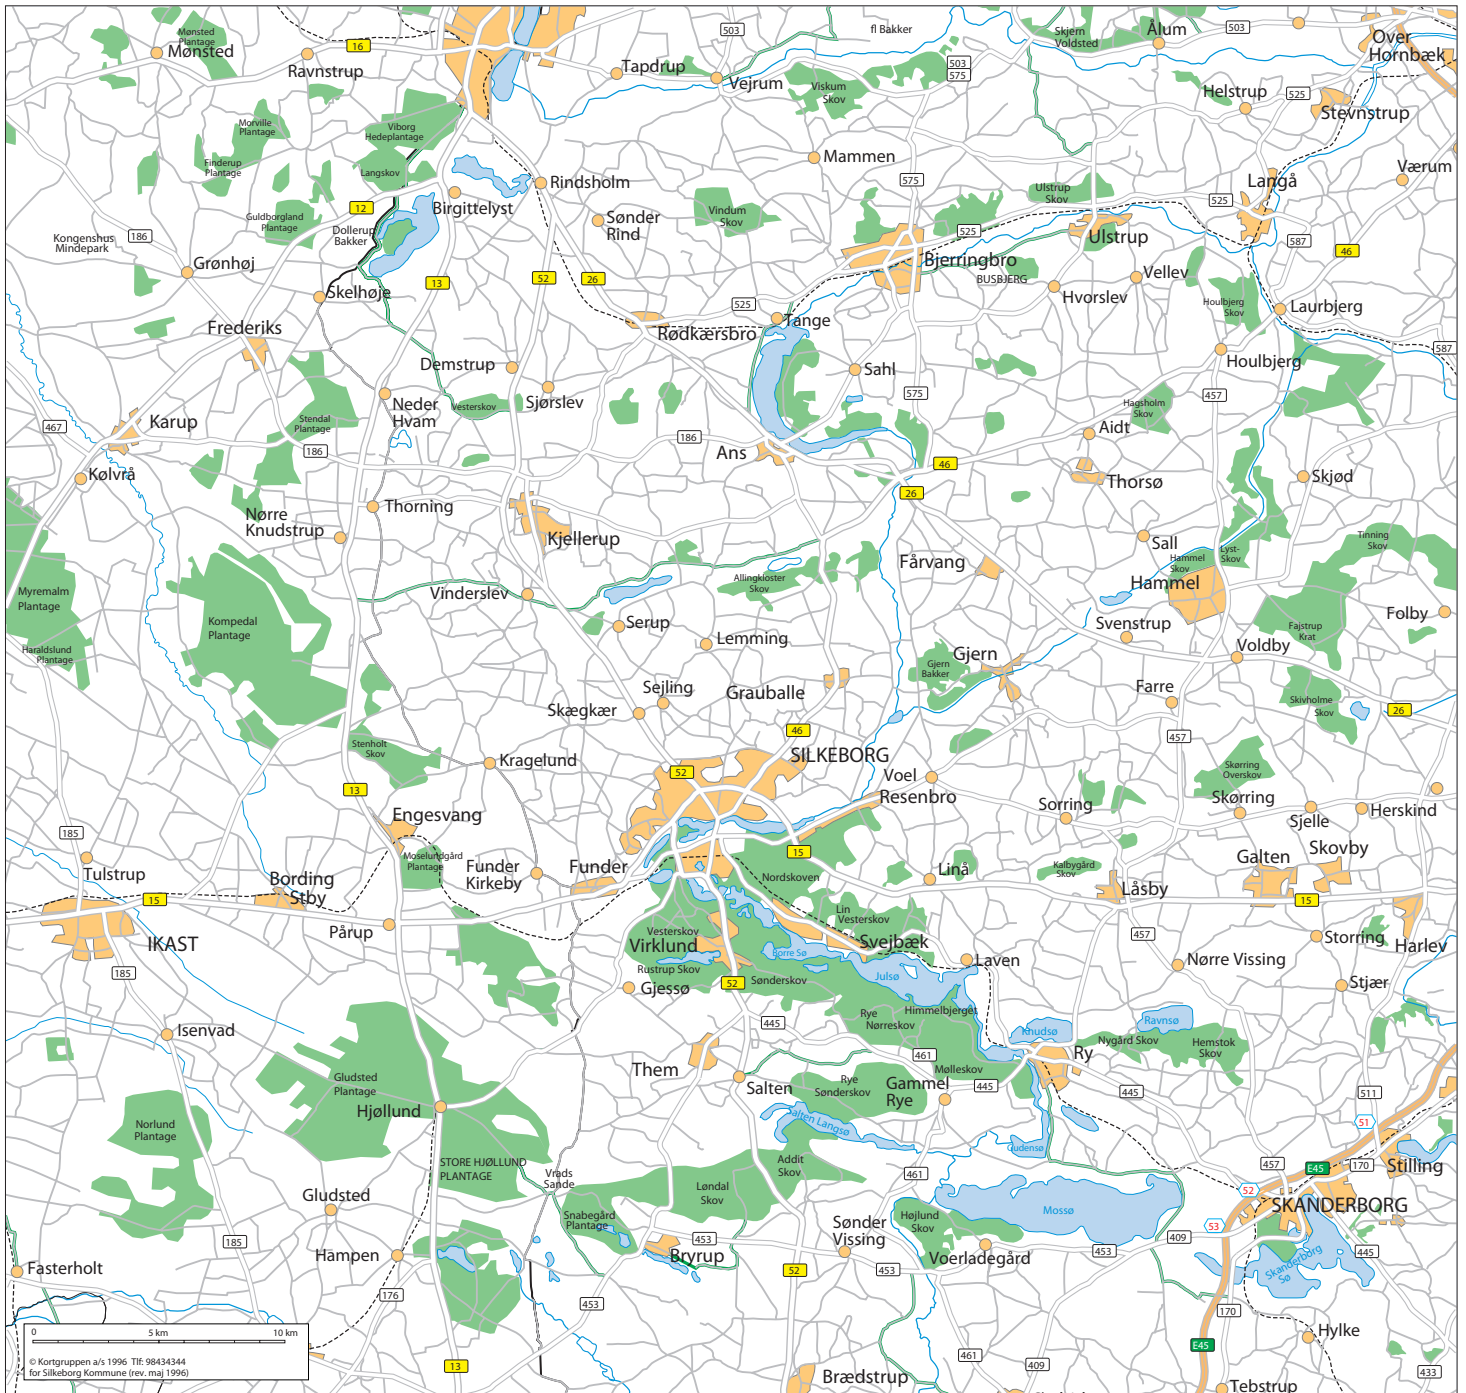 Mønsted
Plantage
Mønsted
16
Ravnstrup
503
Tapdrup
Vejrum
fl Bakker
Skjern
Voldsted
Ålum
503
Over
Hornbæk
503
575
Viskum
Skov
Helstrup
525
Stevnstrup
Morville
Plantage
Viborg
Hedeplantage
Finderup
Plantage
Langskov
Mammen
Værum
Rindsholm
Birgittelyst
575
Ulstrup
Skov
Langå
525
Guldborgland
Plantage
12
Dollerup
Bakker
Sønder
Rind
Vindum
Skov
525
Ulstrup
587
46
Kongenshus
Mindepark
186
Grønhøj
Bjerringbro
BUSBJERG
Vellev
Hvorslev
13
52
26
Skelhøje
525
Houlbjerg
Skov
Laurbjerg
Frederiks
Rødkærsbro
Tange
587
Houlbjerg
Demstrup
Sahl
Sjørslev
575
457
Neder
Hvam
Vesterskov
Hagsholm
Skov
Stendal
Plantage
Karup
467
186
186
Ans
Aidt
46
Kølvrå
26
Thorsø
Skjød
Thorning
Nørre
Knudstrup
Kjellerup
Sall
Tinning
Skov
Hammel
Skov
Lyst-
Skov
Fårvang
Hammel
Allingkloster
Skov
Myremalm
Plantage
Vinderslev
Kompedal
Plantage
Serup
Lemming
Svenstrup
Fajstrup
Krat
Folby
Haraldslund
Plantage
Gjern
Gjern
Bakker
Voldby
Sejling
Grauballe
Farre
Skivholme
Skov
26
Skægkær
46
457
Stenholt
Skov
Kragelund
SILKEBORG
52
Voel
Skørring
Overskov
13
Resenbro
Sorring
Skørring
Sjelle
Herskind
Engesvang
185
Tulstrup
Moselundgård
Plantage
Funder
Kirkeby
Funder
15
Nordskoven
Linå
Kalbygård
Skov
Galten
Skovby
Bording
Stby
15
Låsby
15
Lin
Vesterskov
IKAST
Pårup
Vesterskov
Virklund
Svejbæk
457
Storring
Harlev
Borre Sø
185
Rustrup Skov
Laven
Nørre Vissing
Gjessø
52
Sønderskov
Julsø
Stjær
Himmelbjerget
Isenvad
445
Rye
Nørreskov
Knudsø
Ravnsø
Nygård Skov
Hemstok
Skov
461
Ry
Them
Mølleskov
Gludsted
Plantage
Salten
Rye
Sønderskov
Gammel
Rye
445
445
511
Hjøllund
51
Norlund
Plantage
Salten Langsø
Gudensø
STORE HJØLLUND
PLANTAGE
Vrads
Sande
Addit
Skov
461
457
E45
170
Stilling
Gludsted
Løndal
Skov
52
SKANDERBORG
Snabegård
Plantage
Højlund
Skov
Mossø
53
Sønder
Vissing
409
185
Hampen
Bryrup
453
Voerladegård
453
445
Fasterholt
52
453
Skanderborg
Sø
176
453
170
0 5 km 10 km
Hylke
E45
© Kortgruppen a/s 1996 Tlf: 98434344
for Silkeborg Kommune (rev. maj 1996)
13
461
409
433
Brædstrup
Tebstrup